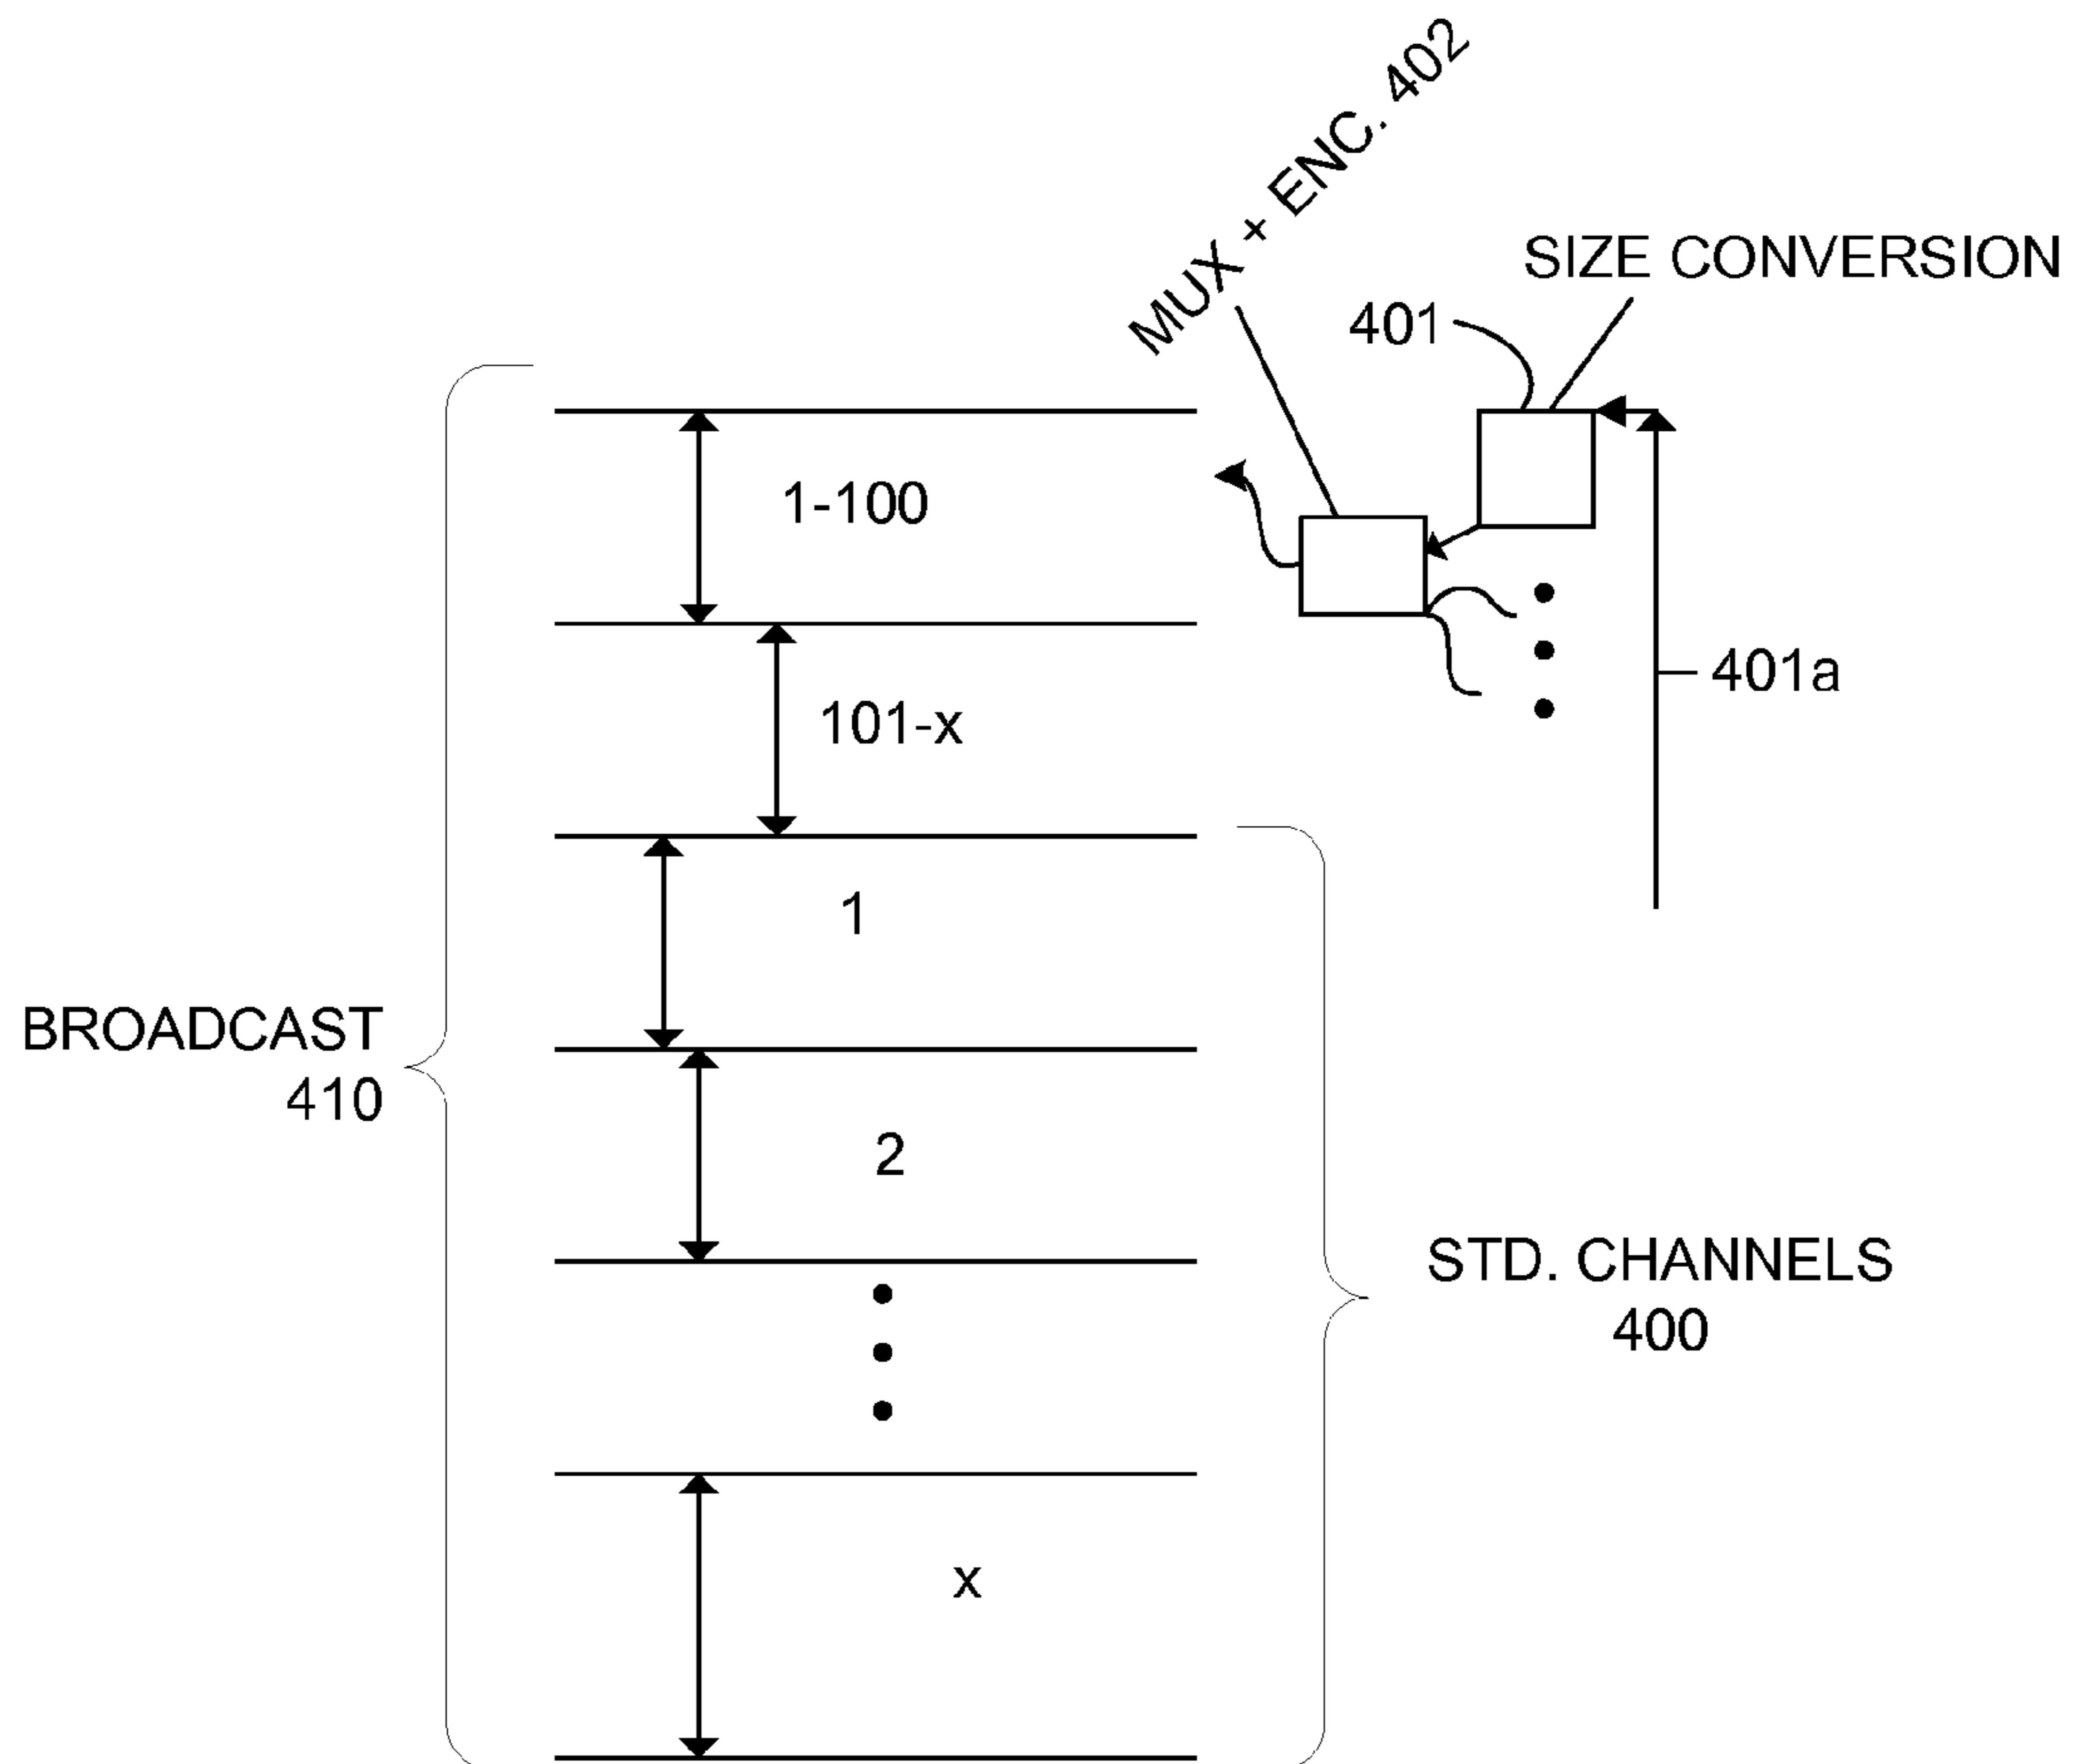 MUX + ENC. 402
SIZE CONVERSION
401
1-100
101-x
401a
1
BROADCAST
410
2
STD. CHANNELS
400
x